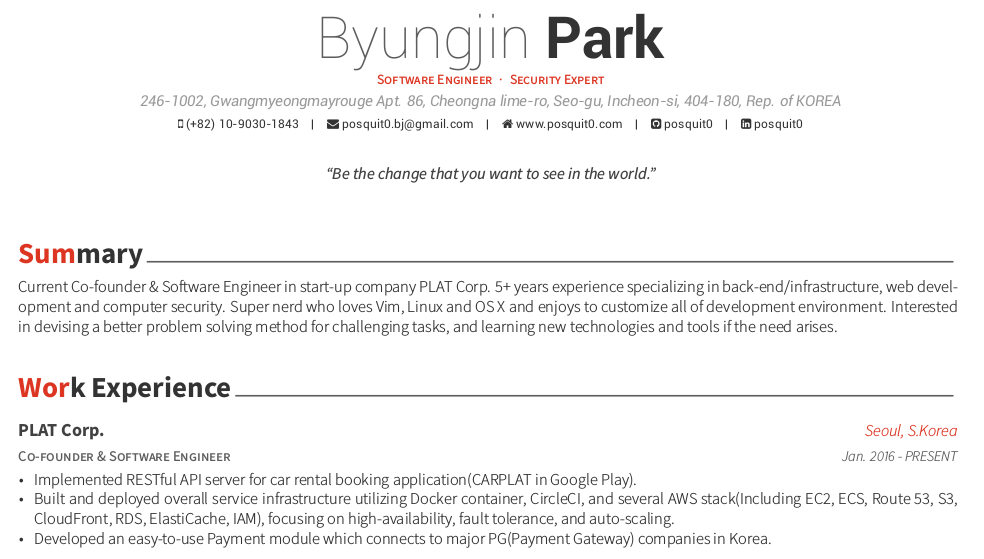 Byungjin Park
Software Engineer · Security Expert
246-1002, Gwangmyeongmayrouge Apt. 86, Cheongna lime-ro, Seo-gu, Incheon-si, 404-180, Rep. of KOREA
(+82) 10-9030-1843 | posquit0.bj@gmail.com | www.posquit0.com | posquit0 | posquit0
“Be the change that you want to see in the world.”
Summary
Current Co-founder & Software Engineer in start-up company PLAT Corp. 5+ years experience specializing in back-end/infrastructure, web devel-
opment and computer security. Super nerd who loves Vim, Linux and OS X and enjoys to customize all of development environment. Interested
in devising a better problem solving method for challenging tasks, and learning new technologies and tools if the need arises.
Work Experience
PLAT Corp. Seoul, S.Korea
Co-founder & Software Engineer Jan. 2016 - PRESENT
• Implemented RESTful API server for car rental booking application(CARPLAT in Google Play).
• Built and deployed overall service infrastructure utilizing Docker container, CircleCI, and several AWS stack(Including EC2, ECS, Route 53, S3,
CloudFront, RDS, ElastiCache, IAM), focusing on high-availability, fault tolerance, and auto-scaling.
• Developed an easy-to-use Payment module which connects to major PG(Payment Gateway) companies in Korea.